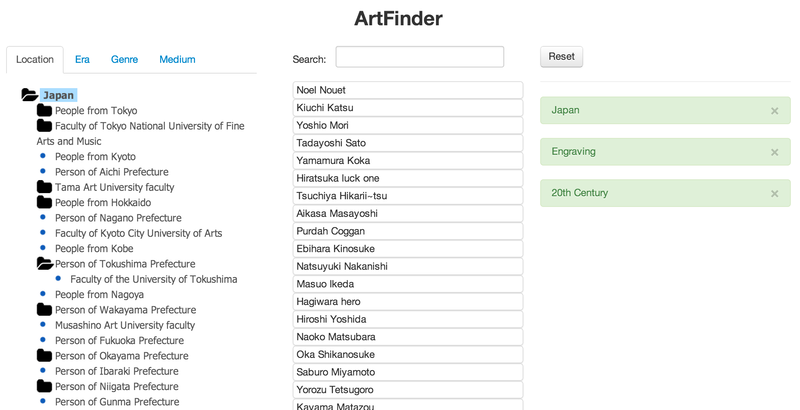 ArtFinder
Location
Era
Genre
Medium
Japan
People from Tokyo
Faculty of Tokyo National University of Fine
Arts and Music
People from Kyoto
Person of Aichi Prefecture
Tama Art University faculty
People from Hokkaido
Person of Nagano Prefecture
Faculty of Kyoto City University of Arts
People from Kobe
Person of Tokushima Prefecture
Faculty of the University of Tokushima
People from Nagoya
Person of Wakayama Prefecture
Musashino Art University faculty
Person of Fukuoka Prefecture
Person of Okayama Prefecture
Person of Ibaraki Prefecture
Person of Niigata Prefecture
Person of Gunma Prefecture
Search:
Noel Nouet
Kiuchi Katsu
Yoshio Mori
Tadayoshi Sato
Yamamura Koka
Hiratsuka luck one
Tsuchiya Hikarii~tsu
Aikasa Masayoshi
Purdah Coggan
Ebihara Kinosuke
Natsuyuki Nakanishi
Masuo Ikeda
Hagiwara hero
Hiroshi Yoshida
Naoko Matsubara
Oka Shikanosuke
Saburo Miyamoto
Yorozu Tetsugoro
Kayama Matazou
Reset
Japan ×
Engraving ×
20th Century ×